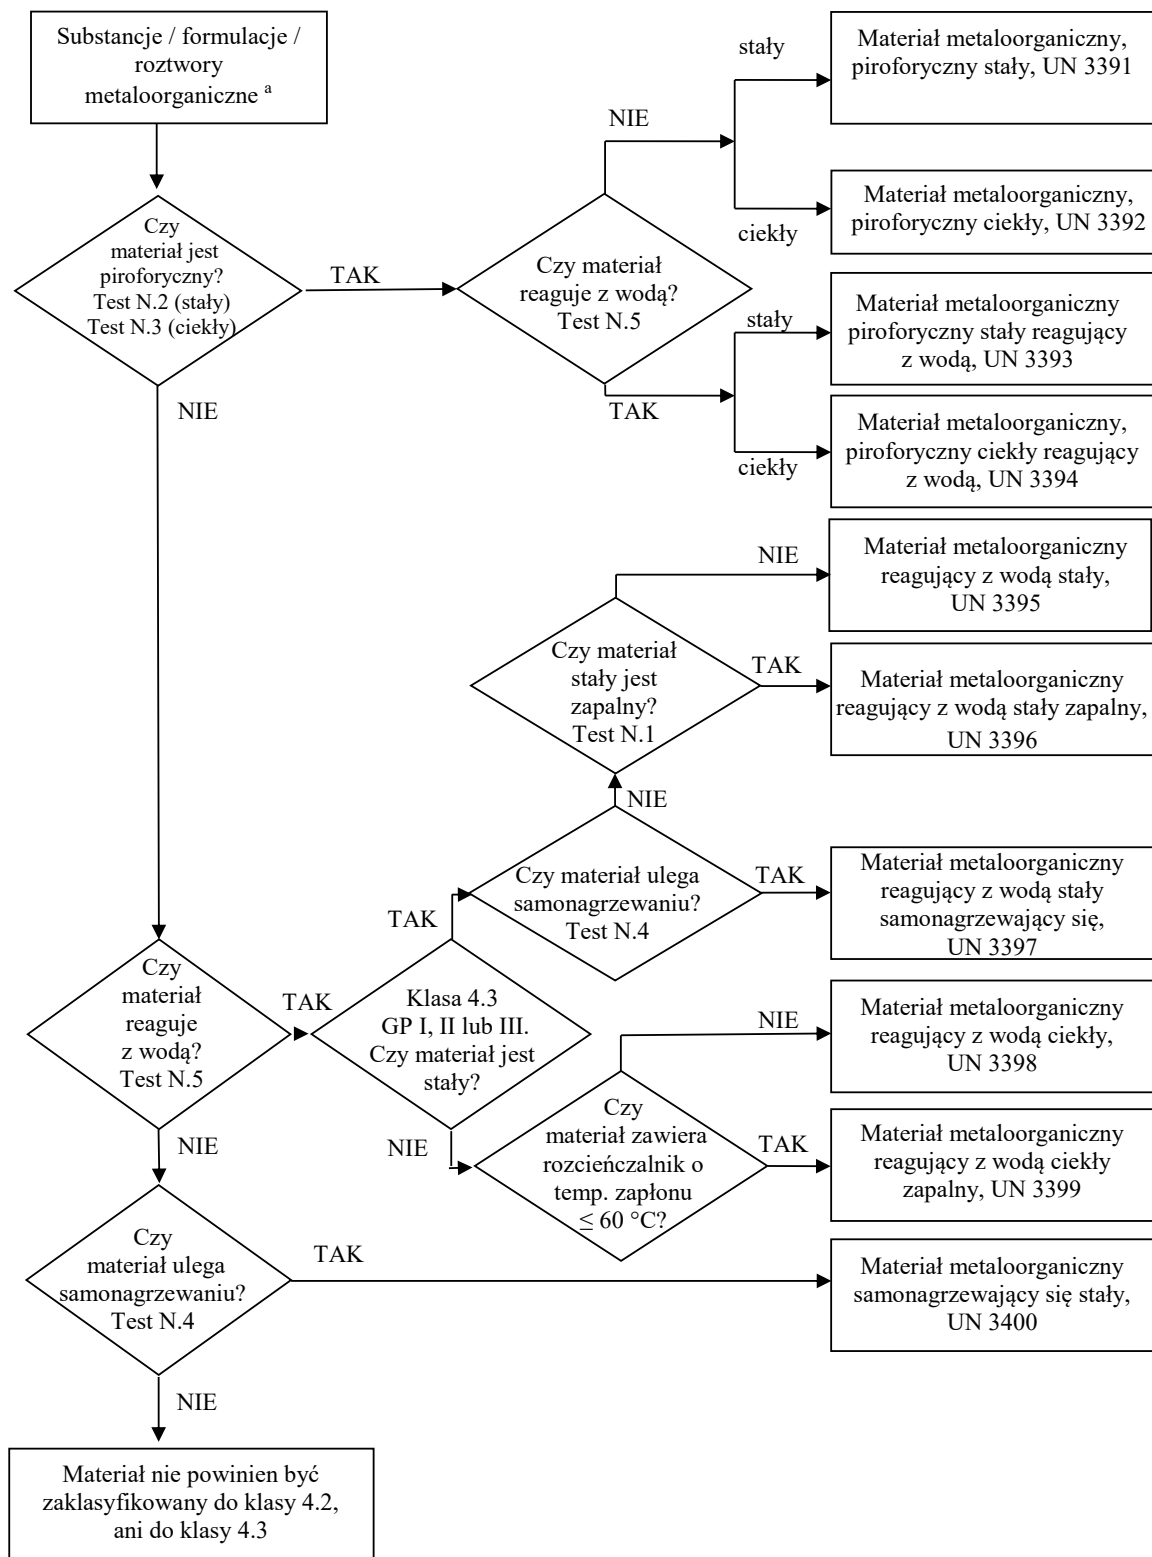 Substancje / formulacje /
roztwory
metaloorganiczne ᵃ
Czy
materiał jest
piroforyczny?
Test N.2 (stały)
Test N.3 (ciekły)
TAK
NIE
Czy materiał
reaguje z wodą?
Test N.5
NIE
stały
ciekły
TAK
stały
ciekły
Materiał metaloorganiczny,
piroforyczny stały, UN 3391
Materiał metaloorganiczny,
piroforyczny ciekły, UN 3392
Materiał metaloorganiczny
piroforyczny stały reagujący
z wodą, UN 3393
Materiał metaloorganiczny,
piroforyczny ciekły reagujący
z wodą, UN 3394
NIE
Materiał metaloorganiczny
reagujący z wodą stały,
UN 3395
Czy materiał
stały jest
zapalny?
Test N.1
TAK
Materiał metaloorganiczny
reagujący z wodą stały zapalny,
UN 3396
NIE
Czy materiał ulega
samonagrzewaniu?
Test N.4
TAK
Materiał metaloorganiczny
reagujący z wodą stały
samonagrzewający się,
UN 3397
TAK
Czy
materiał
reaguje
z wodą?
Test N.5
TAK
Klasa 4.3
GP I, II lub III.
Czy materiał jest
stały?
NIE
Materiał metaloorganiczny
reagujący z wodą ciekły,
UN 3398
NIE
NIE
Czy
materiał zawiera
rozcieńczalnik o
temp. zapłonu
≤ 60 °C?
TAK
Materiał metaloorganiczny
reagujący z wodą ciekły
zapalny, UN 3399
Czy
materiał ulega
samonagrzewaniu?
Test N.4
TAK
Materiał metaloorganiczny
samonagrzewający się stały,
UN 3400
NIE
Materiał nie powinien być
zaklasyfikowany do klasy 4.2,
ani do klasy 4.3